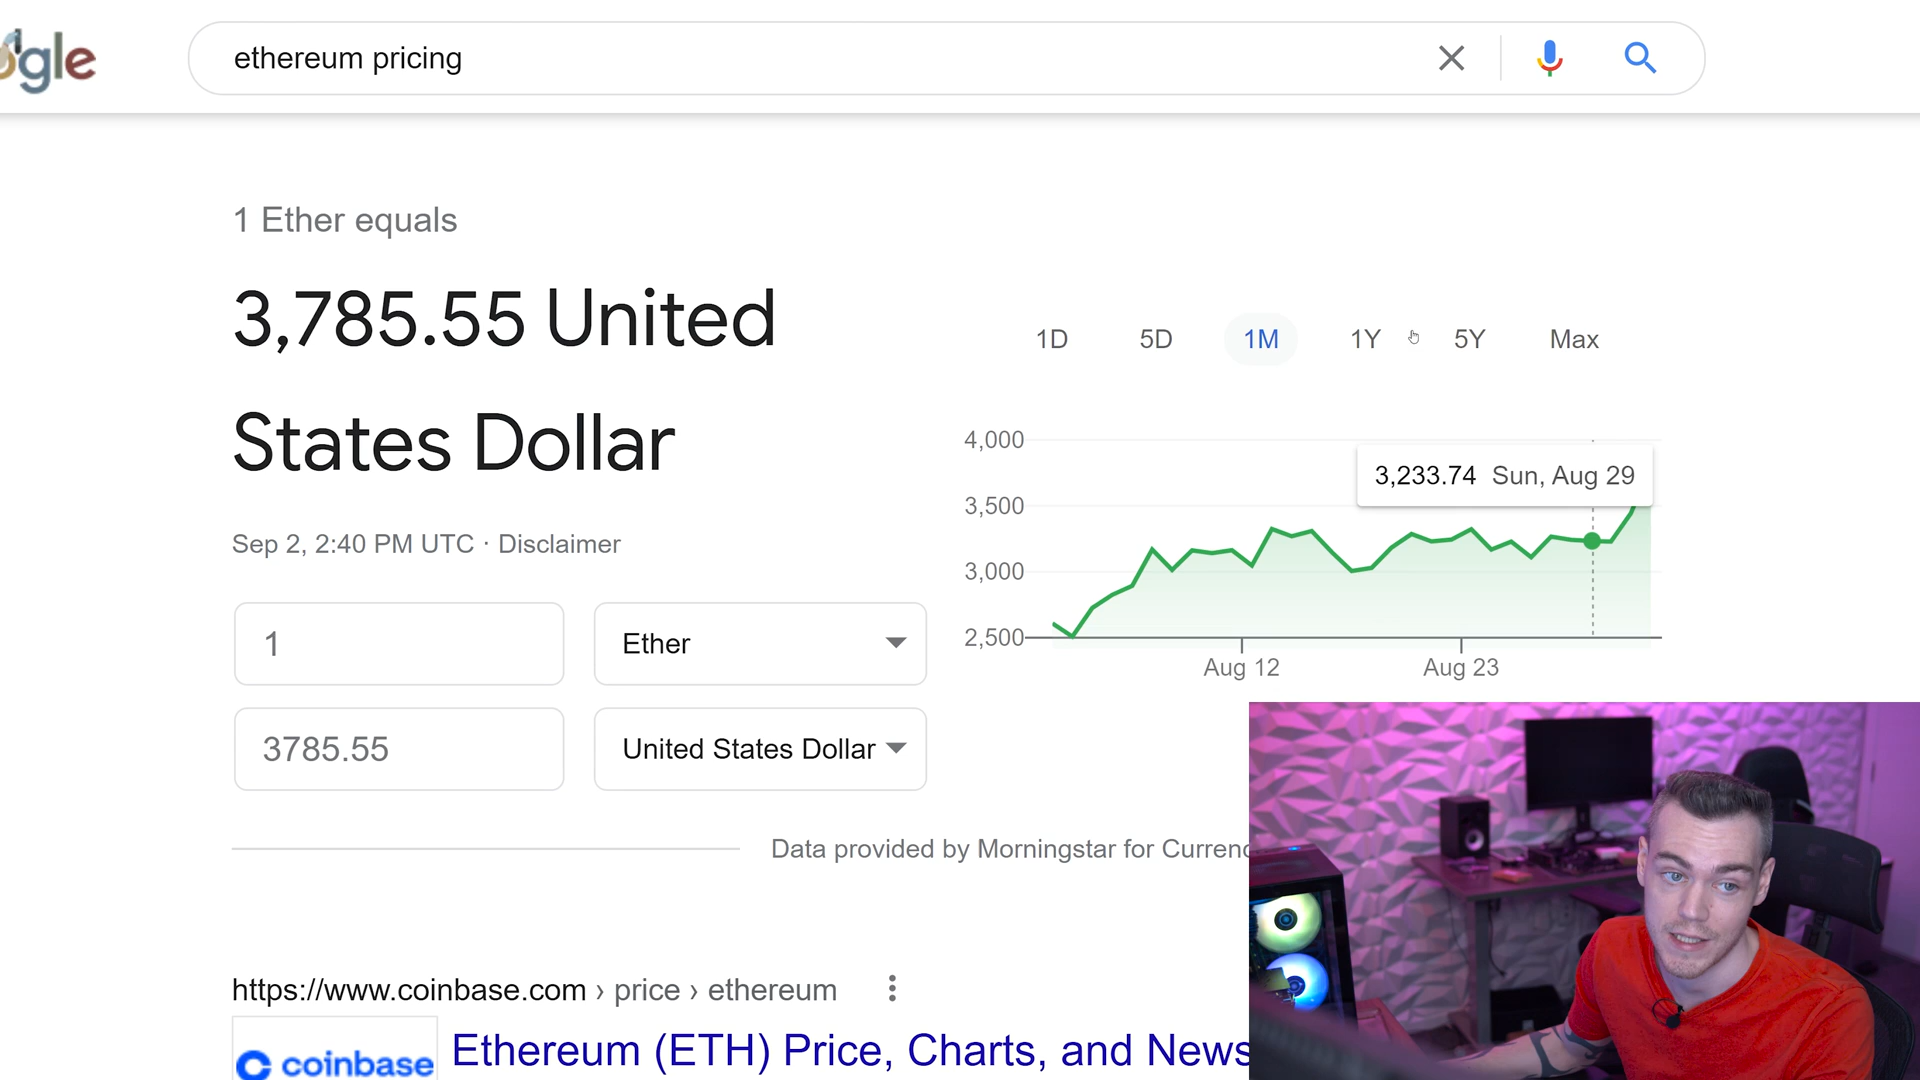 ogle
ethereum pricing
1 Ether equals
3,785.55 United
States Dollar
Sep 2, 2:40 PM UTC · Disclaimer
1
Ether
3785.55
United States Dollar
1D 5D 1M 1Y 5Y Max
4,000
3,500
3,000
2,500
3,233.74 Sun, Aug 29
Aug 12 Aug 23
Data provided by Morningstar for Currenc
https://www.coinbase.com › price › ethereum
coinbase
Ethereum (ETH) Price, Charts, and News